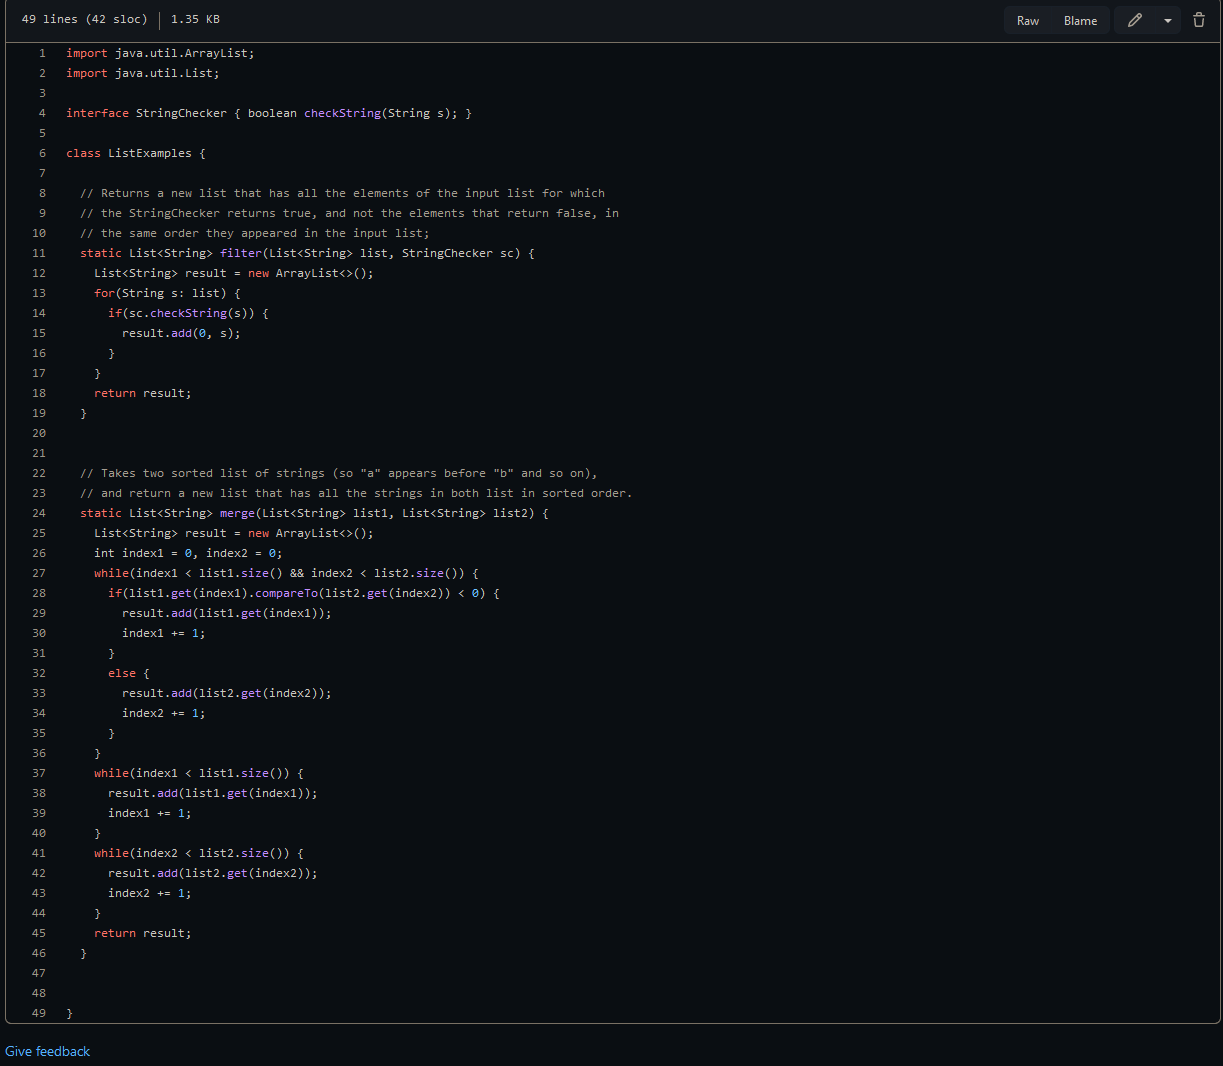 49 lines (42 sloc) 1.35 KB Raw Blame
1 import java.util.ArrayList;
2 import java.util.List;
3
4 interface StringChecker { boolean checkString(String s); }
5
6 class ListExamples {
7
8   // Returns a new list that has all the elements of the input list for which
9   // the StringChecker returns true, and not the elements that return false, in
10   // the same order they appeared in the input list;
11   static List<String> filter(List<String> list, StringChecker sc) {
12     List<String> result = new ArrayList<>();
13     for(String s: list) {
14       if(sc.checkString(s)) {
15         result.add(0, s);
16       }
17     }
18     return result;
19   }
20
21
22   // Takes two sorted list of strings (so "a" appears before "b" and so on),
23   // and return a new list that has all the strings in both list in sorted order.
24   static List<String> merge(List<String> list1, List<String> list2) {
25     List<String> result = new ArrayList<>();
26     int index1 = 0, index2 = 0;
27     while(index1 < list1.size() && index2 < list2.size()) {
28       if(list1.get(index1).compareTo(list2.get(index2)) < 0) {
29         result.add(list1.get(index1));
30         index1 += 1;
31       }
32       else {
33         result.add(list2.get(index2));
34         index2 += 1;
35       }
36     }
37     while(index1 < list1.size()) {
38       result.add(list1.get(index1));
39       index1 += 1;
40     }
41     while(index2 < list2.size()) {
42       result.add(list2.get(index2));
43       index2 += 1;
44     }
45     return result;
46   }
47
48
49 }
Give feedback